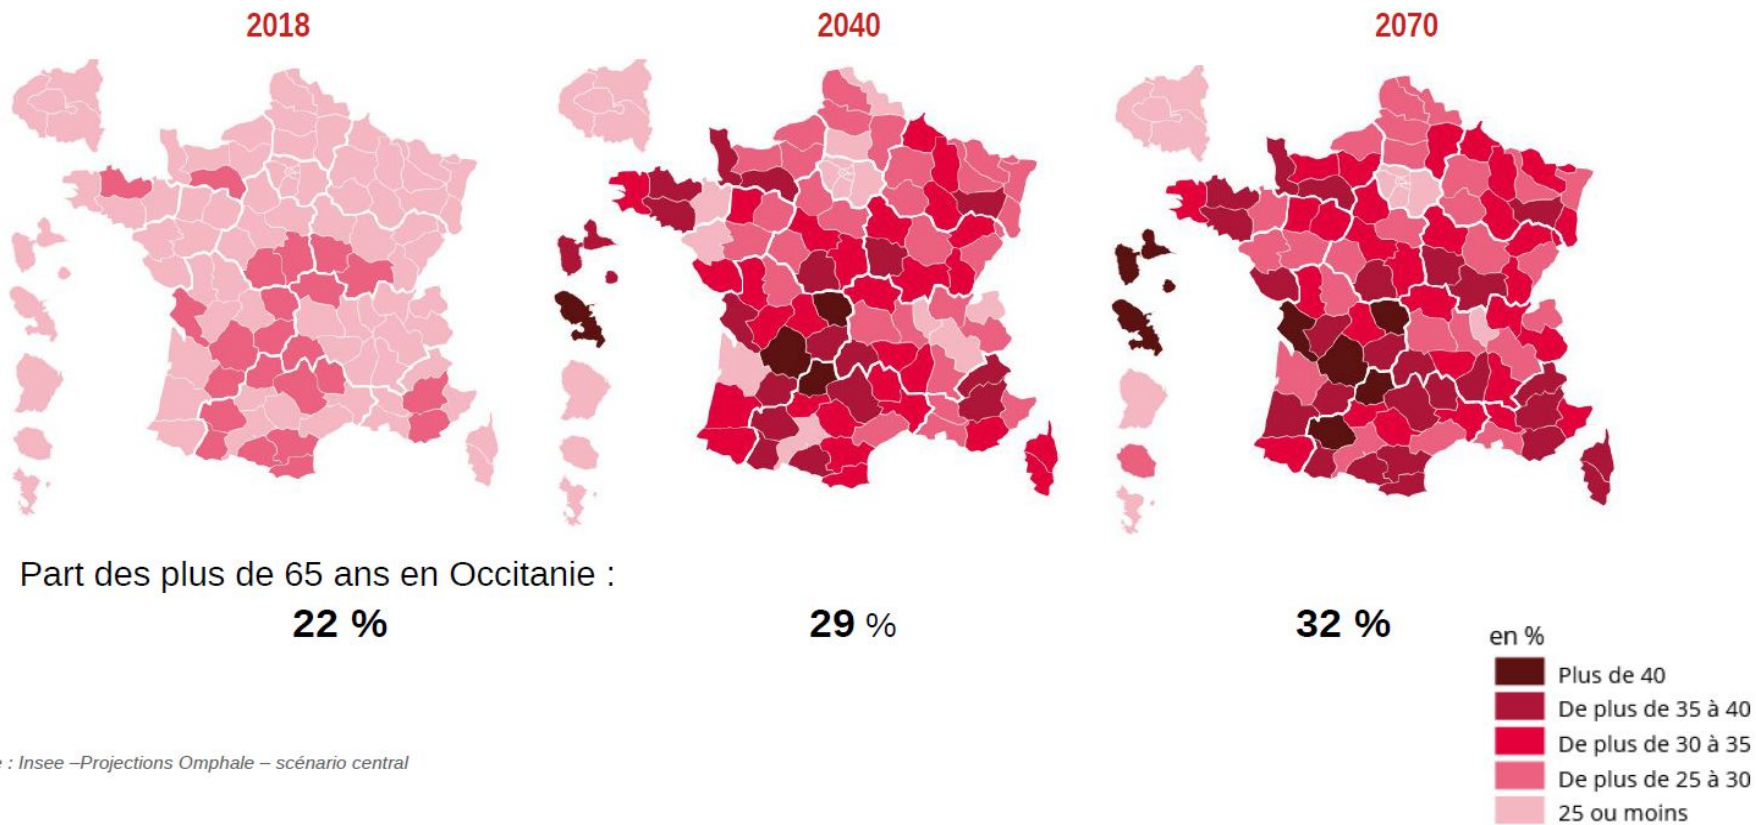 2018
2040
2070
Part des plus de 65 ans en Occitanie :
22 %
29 %
32 %
en %
Plus de 40
De plus de 35 à 40
De plus de 30 à 35
De plus de 25 à 30
25 ou moins
: Insee –Projections Omphale – scénario central